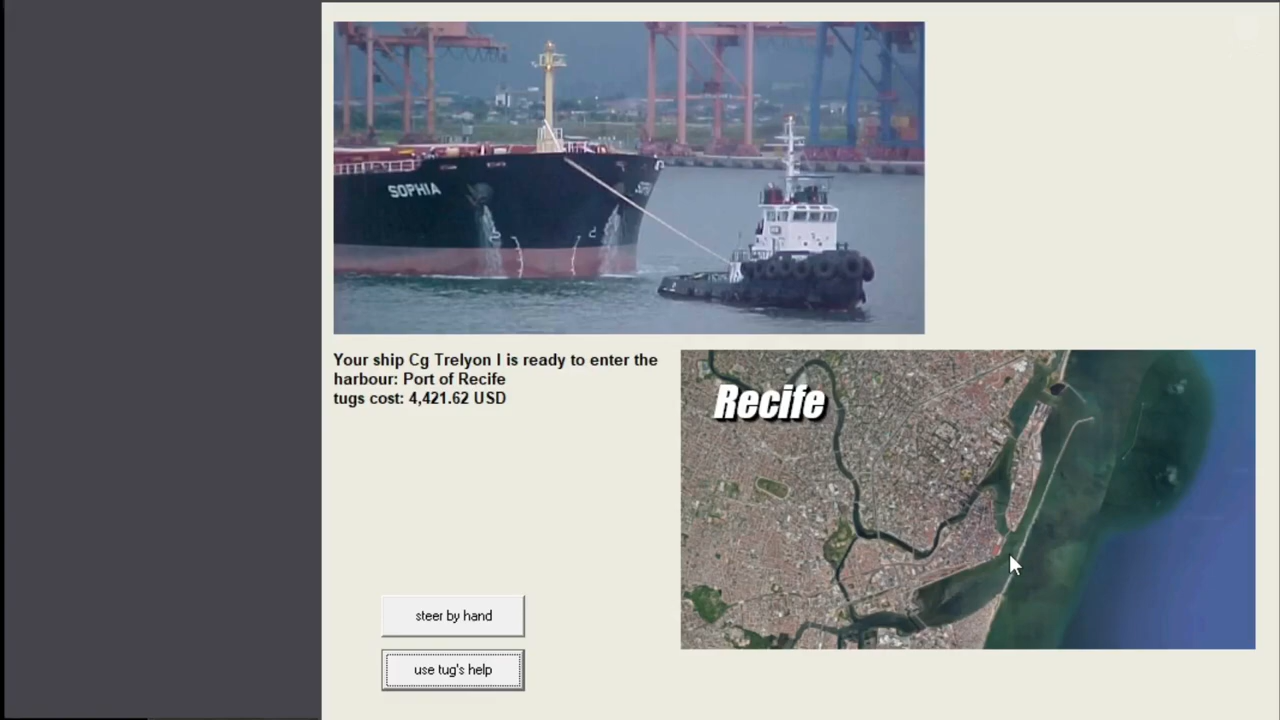 SOPHIA
Your ship Cg Trelyon I is ready to enter the
harbour: Port of Recife
tugs cost: 4,421.62 USD
Recife
steer by hand
use tug's help